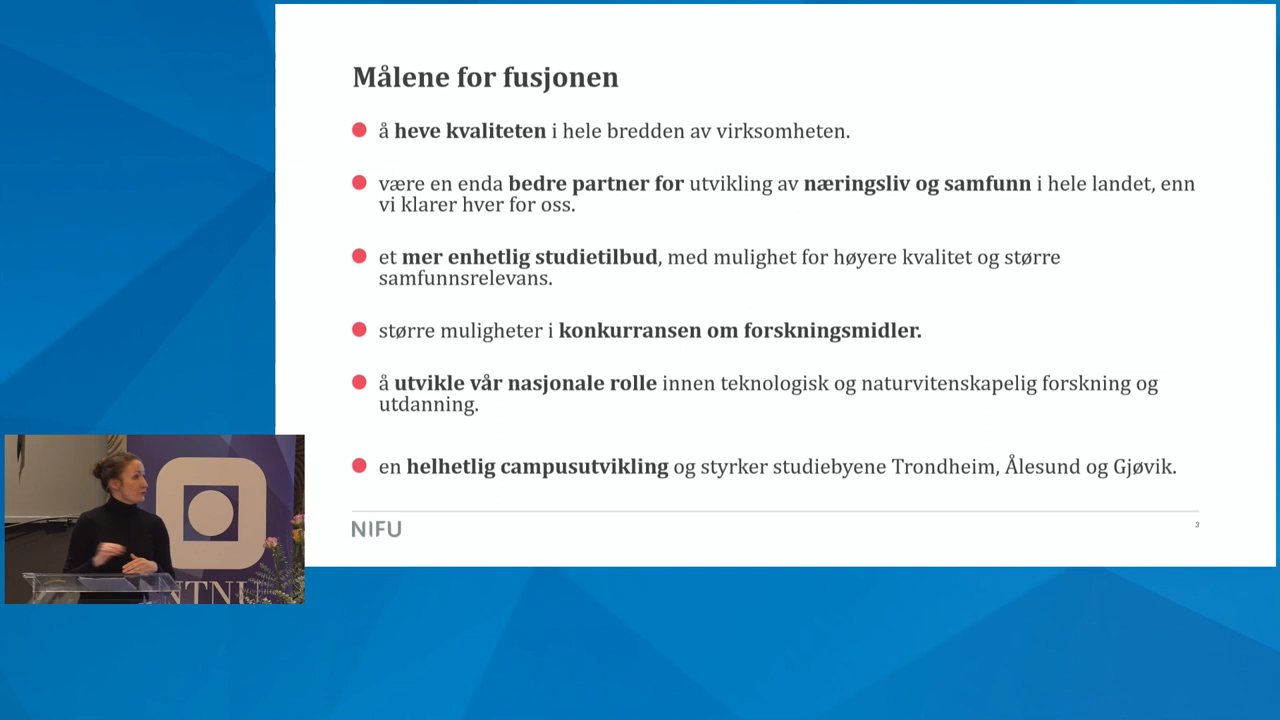 Målene for fusjonen
å heve kvaliteten i hele bredden av virksomheten.
være en enda bedre partner for utvikling av næringsliv og samfunn i hele landet, enn
vi klarer hver for oss.
et mer enhetlig studietilbud, med mulighet for høyere kvalitet og større
samfunnsrelevans.
større muligheter i konkurransen om forskningsmidler.
å utvikle vår nasjonale rolle innen teknologisk og naturvitenskapelig forskning og
utdanning.
en helhetlig campusutvikling og styrker studiebyene Trondheim, Ålesund og Gjøvik.
NIFU
3
NTNU